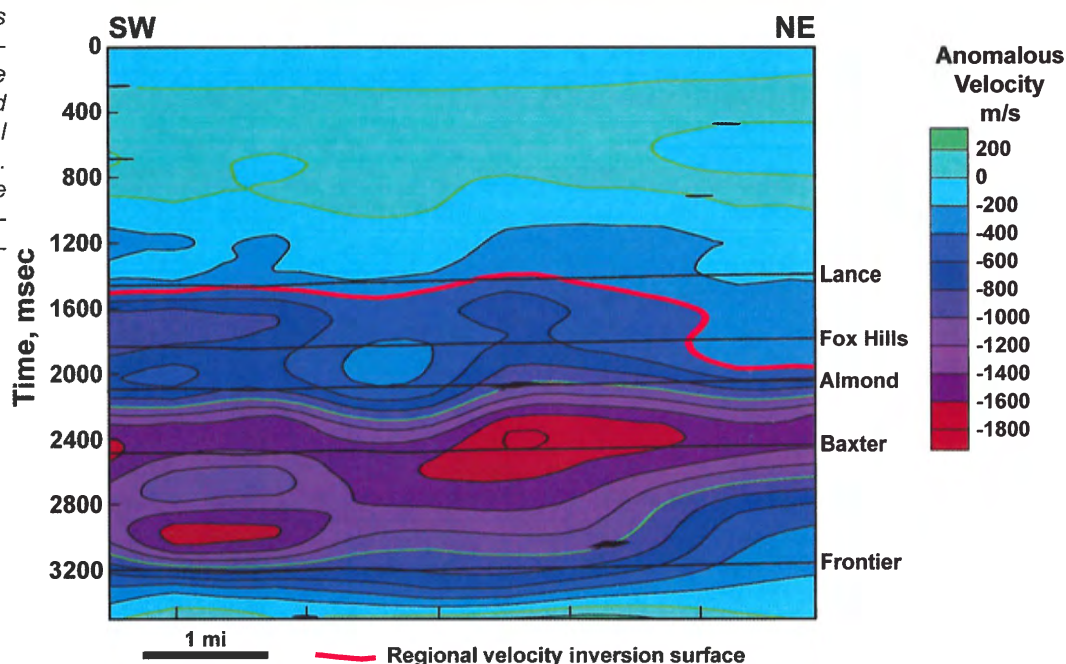 s
–
e
d
l
.
e
–
–
SW
NE
0
400
800
1200
1600
2000
2400
2800
3200
Time, msec
Lance
Fox Hills
Almond
Baxter
Frontier
Anomalous
Velocity
m/s
200
0
-200
-400
-600
-800
-1000
-1200
-1400
-1600
-1800
1 mi
Regional velocity inversion surface